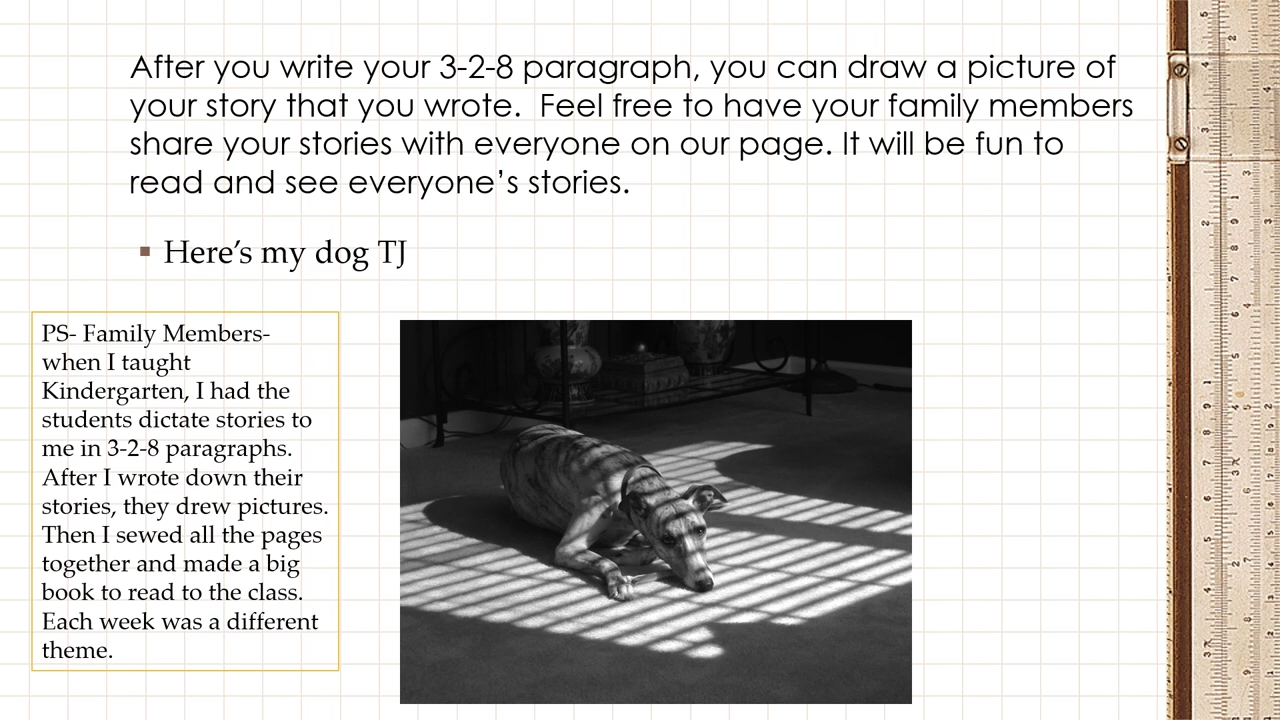 After you write your 3-2-8 paragraph, you can draw a picture of
your story that you wrote. Feel free to have your family members
share your stories with everyone on our page. It will be fun to
read and see everyone’s stories.
▪ Here’s my dog TJ
PS- Family Members-
when I taught
Kindergarten, I had the
students dictate stories to
me in 3-2-8 paragraphs.
After I wrote down their
stories, they drew pictures.
Then I sewed all the pages
together and made a big
book to read to the class.
Each week was a different
theme.